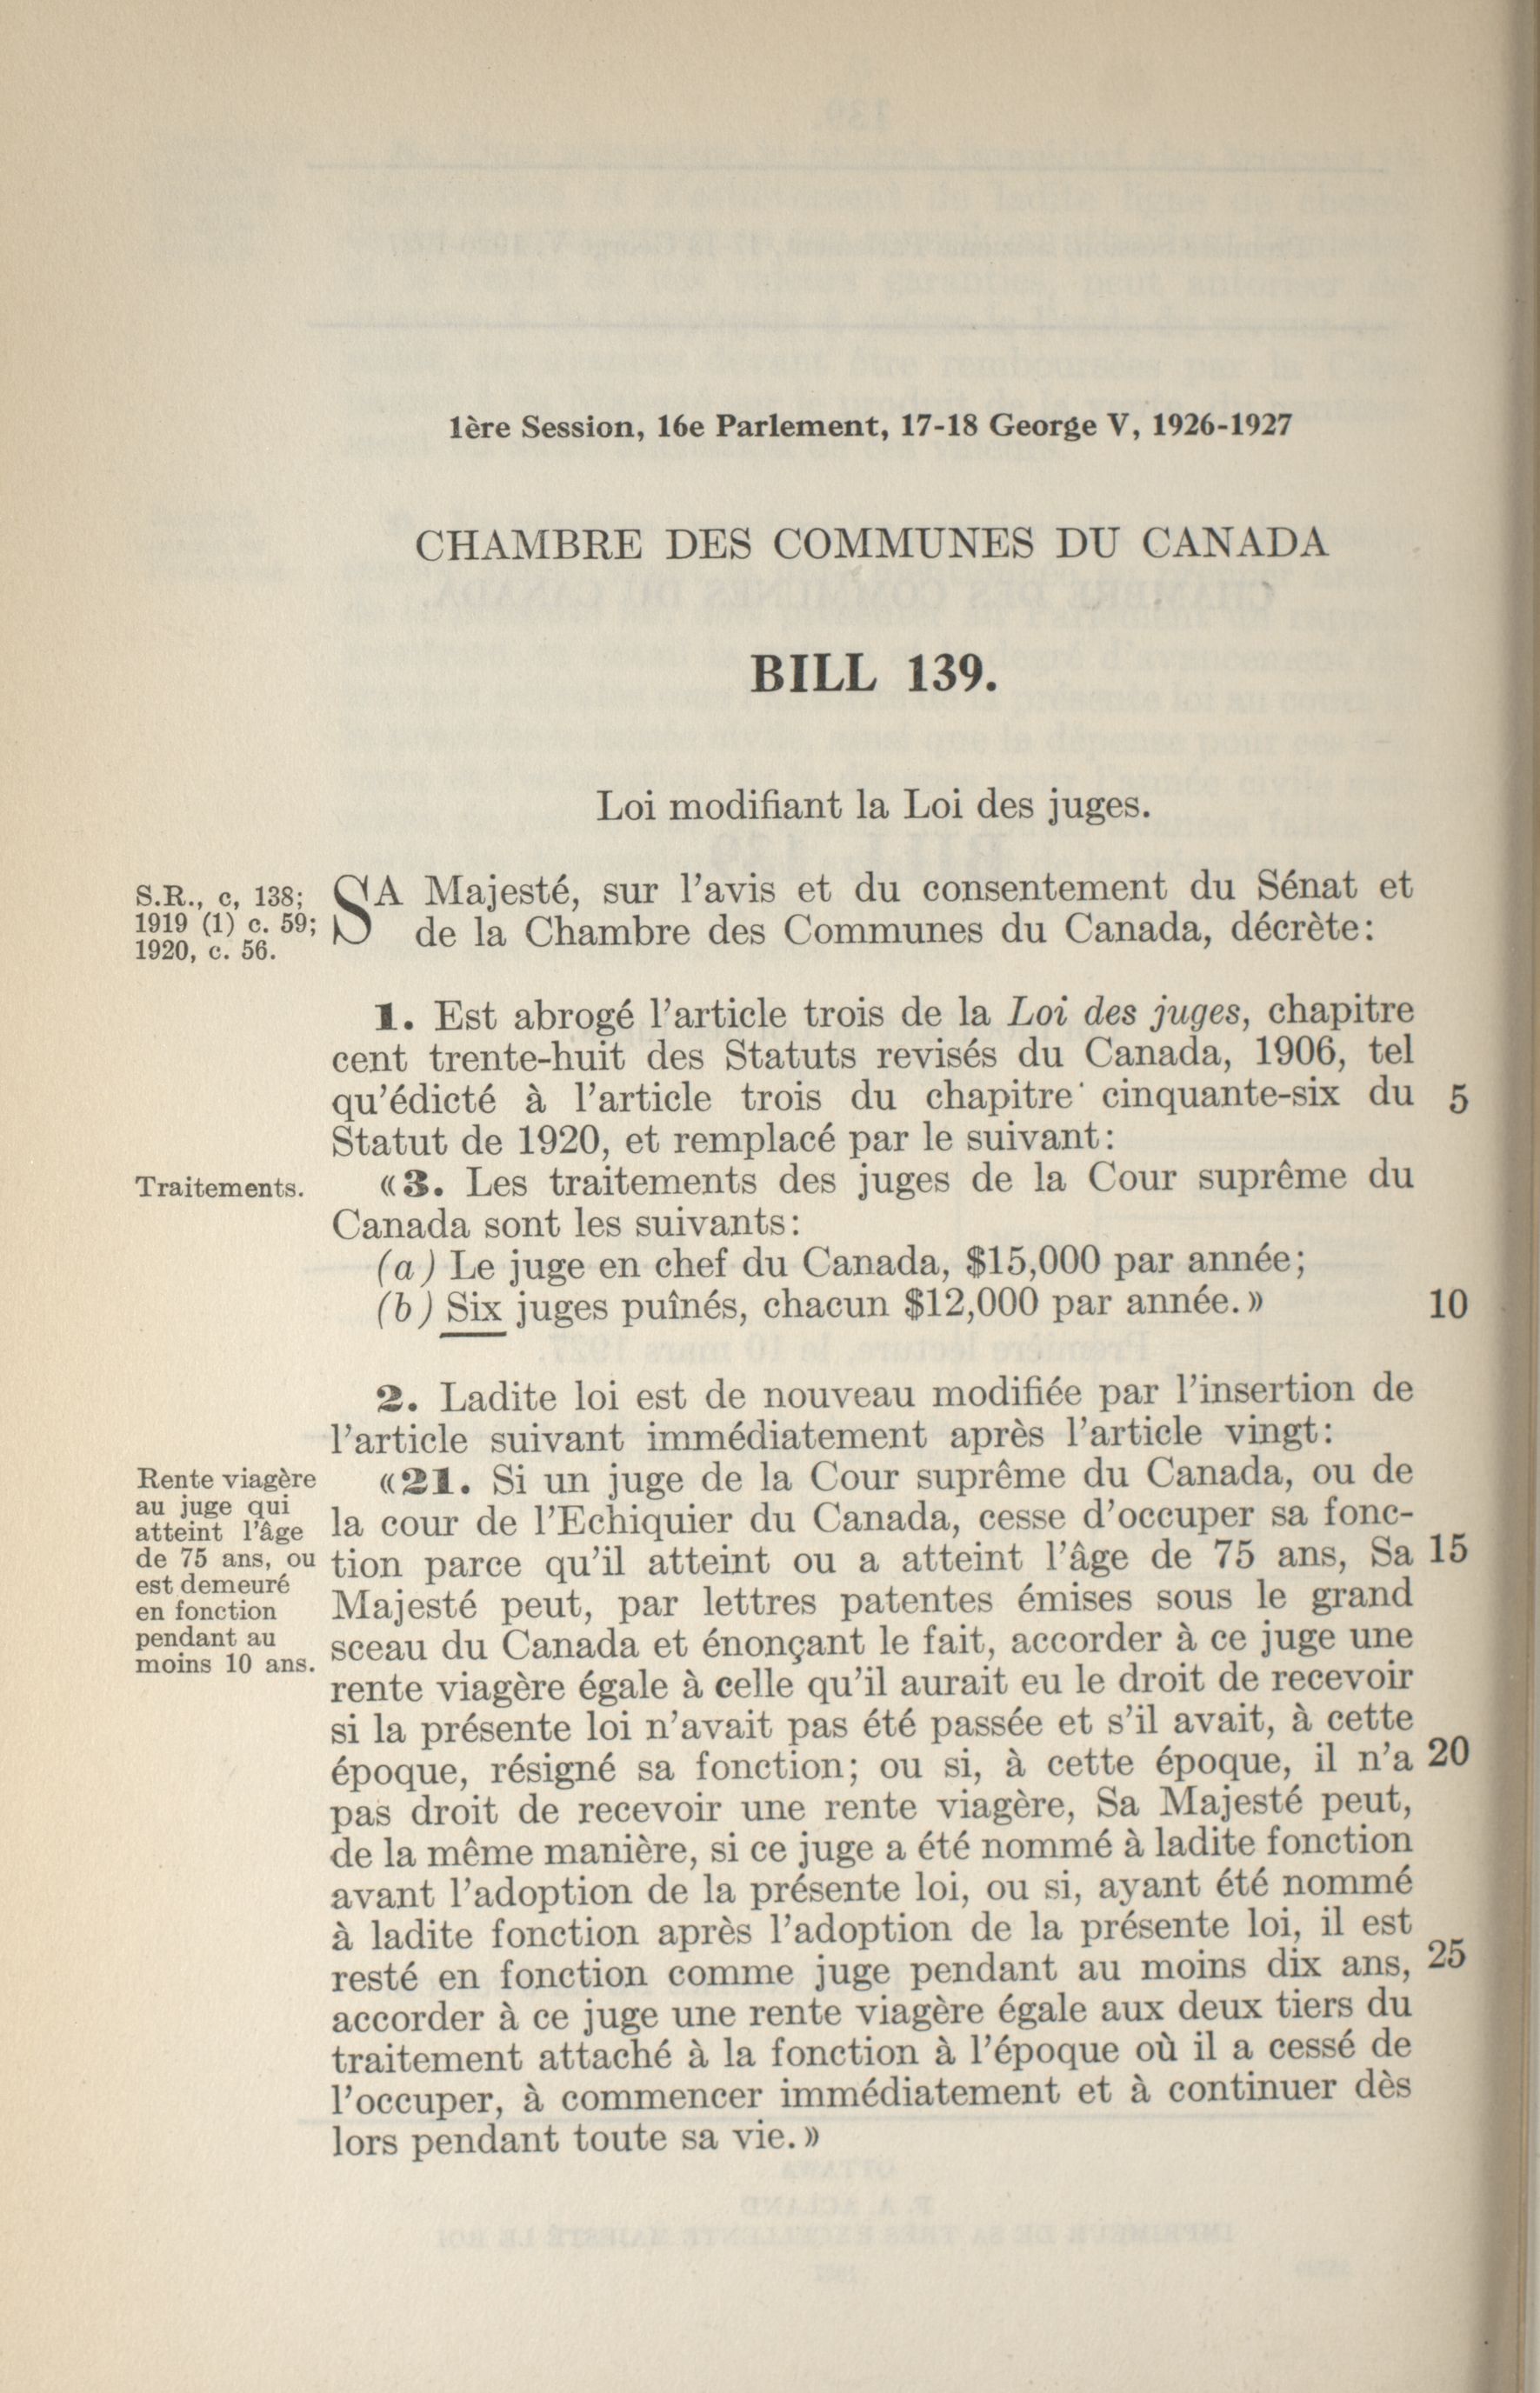 1ère Session, 16e Parlement, 17-18 George V, 1926-1927
CHAMBRE DES COMMUNES DU CANADA
BILL 139.
Loi modifiant la Loi des juges.
S.R., c, 138;
1919 (1) c. 59;
1920, c. 56.
SA Majesté, sur l'avis et du consentement du Sénat et
de la Chambre des Communes du Canada, décrète:
1. Est abrogé l'article trois de la Loi des juges, chapitre
cent trente-huit des Statuts revisés du Canada, 1906, tel
qu'édicté à l'article trois du chapitre cinquante-six du 5
Statut de 1920, et remplacé par le suivant:
Traitements.
«3. Les traitements des juges de la Cour suprême du
Canada sont les suivants:
(a) Le juge en chef du Canada, $15,000 par année;
(b) Six juges puînés, chacun $12,000 par année.» 10
2. Ladite loi est de nouveau modifiée par l'insertion de
l'article suivant immédiatement après l'article vingt:
Rente viagère
au juge qui
atteint l'âge
de 75 ans, ou
est demeuré
en fonction
pendant au
moins 10 ans.
«21. Si un juge de la Cour suprême du Canada, ou de
la cour de l'Echiquier du Canada, cesse d'occuper sa fonc-
tion parce qu'il atteint ou a atteint l'âge de 75 ans, Sa 15
Majesté peut, par lettres patentes émises sous le grand
sceau du Canada et énonçant le fait, accorder à ce juge une
rente viagère égale à celle qu'il aurait eu le droit de recevoir
si la présente loi n'avait pas été passée et s'il avait, à cette
époque, résigné sa fonction; ou si, à cette époque, il n'a 20
pas droit de recevoir une rente viagère, Sa Majesté peut,
de la même manière, si ce juge a été nommé à ladite fonction
avant l'adoption de la présente loi, ou si, ayant été nommé
à ladite fonction après l'adoption de la présente loi, il est
resté en fonction comme juge pendant au moins dix ans, 25
accorder à ce juge une rente viagère égale aux deux tiers du
traitement attaché à la fonction à l'époque où il a cessé de
l'occuper, à commencer immédiatement et à continuer dès
lors pendant toute sa vie.»